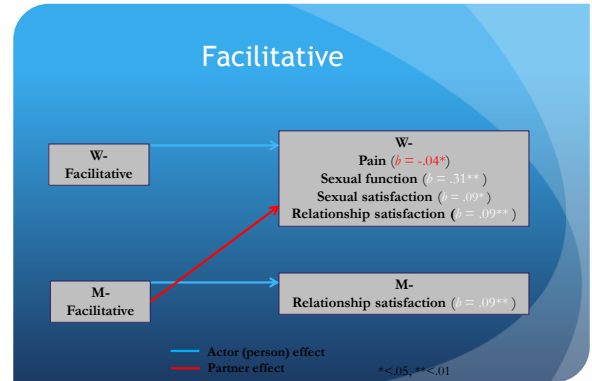 Facilitative
W-
Facilitative
W-
Pain (b = -.04*)
Sexual function (b = .31** )
Sexual satisfaction (b = .09* )
Relationship satisfaction (b = .09** )
M-
Facilitative
M-
Relationship satisfaction (b = .09** )
Actor (person) effect
Partner effect
*<.05, **<.01